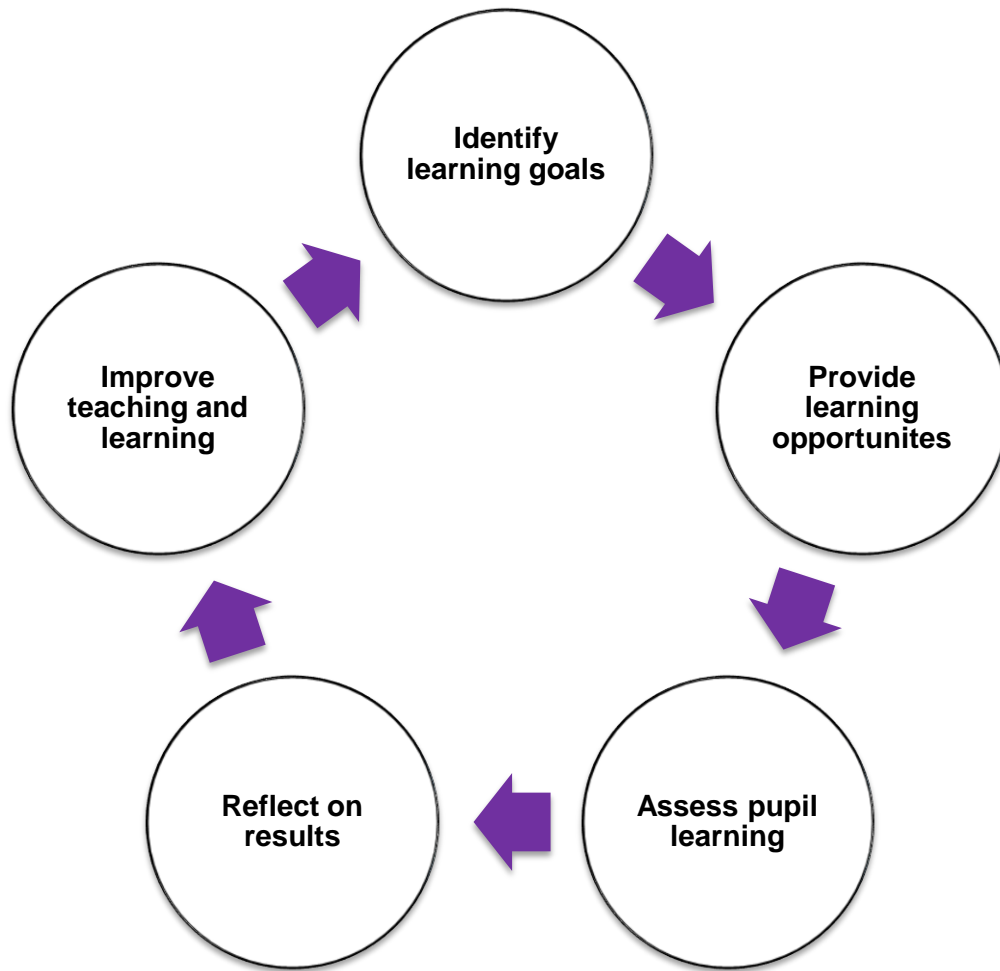 Identify
learning goals
Provide
learning
opportunites
Assess pupil
learning
Reflect on
results
Improve
teaching and
learning